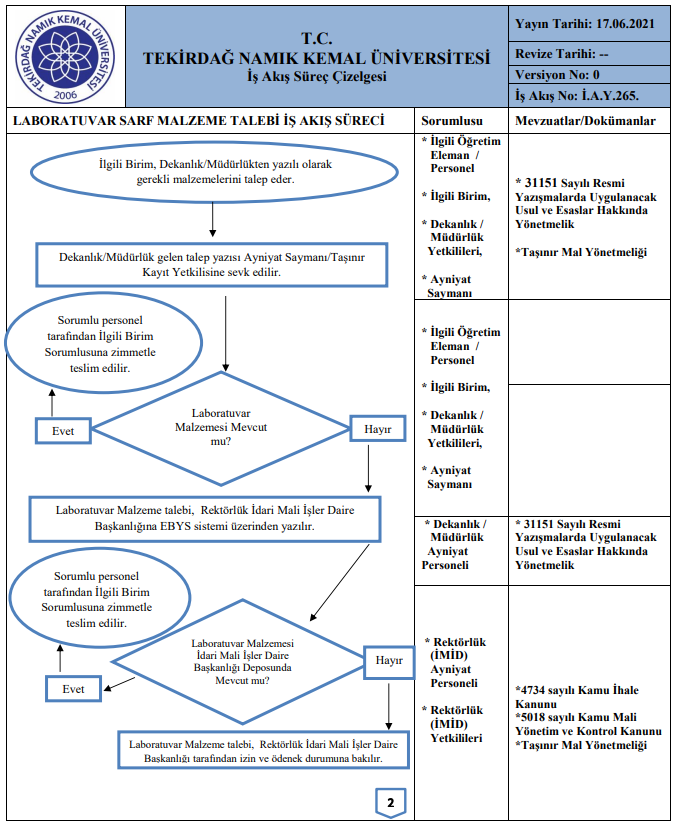 TEKİRDAĞ NAMIK KEMAL ÜNİVERSİTESİ
2006
T.C.
TEKİRDAĞ NAMIK KEMAL ÜNİVERSİTESİ
İş Akış Süreç Çizelgesi
Yayın Tarihi: 17.06.2021
Revize Tarihi: --
Versiyon No: 0
İş Akış No: İ.A.Y.265.
LABORATUVAR SARF MALZEME TALEBİ İŞ AKIŞ SÜRECİ
Sorumlusu
Mevzuatlar/Dokümanlar
İlgili Birim, Dekanlık/Müdürlükten yazılı olarak
gerekli malzemelerini talep eder.
Dekanlık/Müdürlük gelen talep yazısı Ayniyat Saymanı/Taşınır
Kayıt Yetkilisine sevk edilir.
* İlgili Öğretim
Eleman /
Personel
* İlgili Birim,
* Dekanlık /
Müdürlük
Yetkilileri,
* Ayniyat
Saymanı
* 31151 Sayılı Resmi
Yazışmalarda Uygulanacak
Usul ve Esaslar Hakkında
Yönetmelik
*Taşınır Mal Yönetmeliği
Sorumlu personel
tarafından İlgili Birim
Sorumlusuna zimmetle
teslim edilir.
Laboratuvar
Malzemesi Mevcut
mu?
Evet
Hayır
* İlgili Öğretim
Eleman /
Personel
* İlgili Birim,
* Dekanlık /
Müdürlük
Yetkilileri,
* Ayniyat
Saymanı
Laboratuvar Malzeme talebi, Rektörlük İdari Mali İşler Daire
Başkanlığına EBYS sistemi üzerinden yazılır.
* Dekanlık /
Müdürlük
Ayniyat
Personeli
* 31151 Sayılı Resmi
Yazışmalarda Uygulanacak
Usul ve Esaslar Hakkında
Yönetmelik
Sorumlu personel
tarafından İlgili Birim
Sorumlusuna zimmetle
teslim edilir.
Laboratuvar Malzemesi
İdari Mali İşler Daire
Başkanlığı Deposunda
Mevcut mu?
Evet
Hayır
Laboratuvar Malzeme talebi, Rektörlük İdari Mali İşler Daire
Başkanlığı tarafından izin ve ödenek durumuna bakılır.
* Rektörlük
(İMİD)
Ayniyat
Personeli
* Rektörlük
(İMİD)
Yetkilileri
*4734 sayılı Kamu İhale
Kanunu
*5018 sayılı Kamu Mali
Yönetim ve Kontrol Kanunu
*Taşınır Mal Yönetmeliği
2